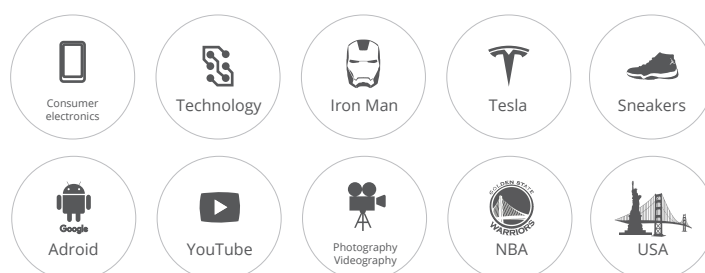 Consumer
electronics
Technology
Iron Man
Tesla
Sneakers
Google
Adroid
YouTube
Photography
Videography
GOLDEN STATE
WARRIORS
NBA
USA